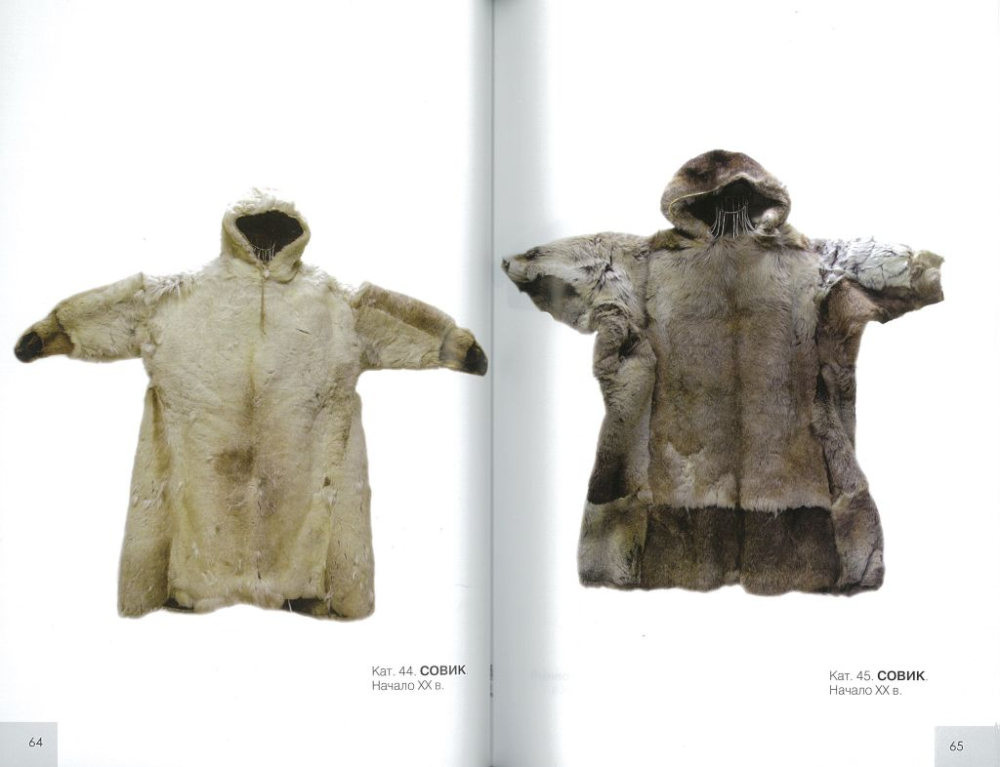 Кат. 44. СОВИК.
Начало XX в.
64
Кат. 45. СОВИК.
Начало XX в.
65